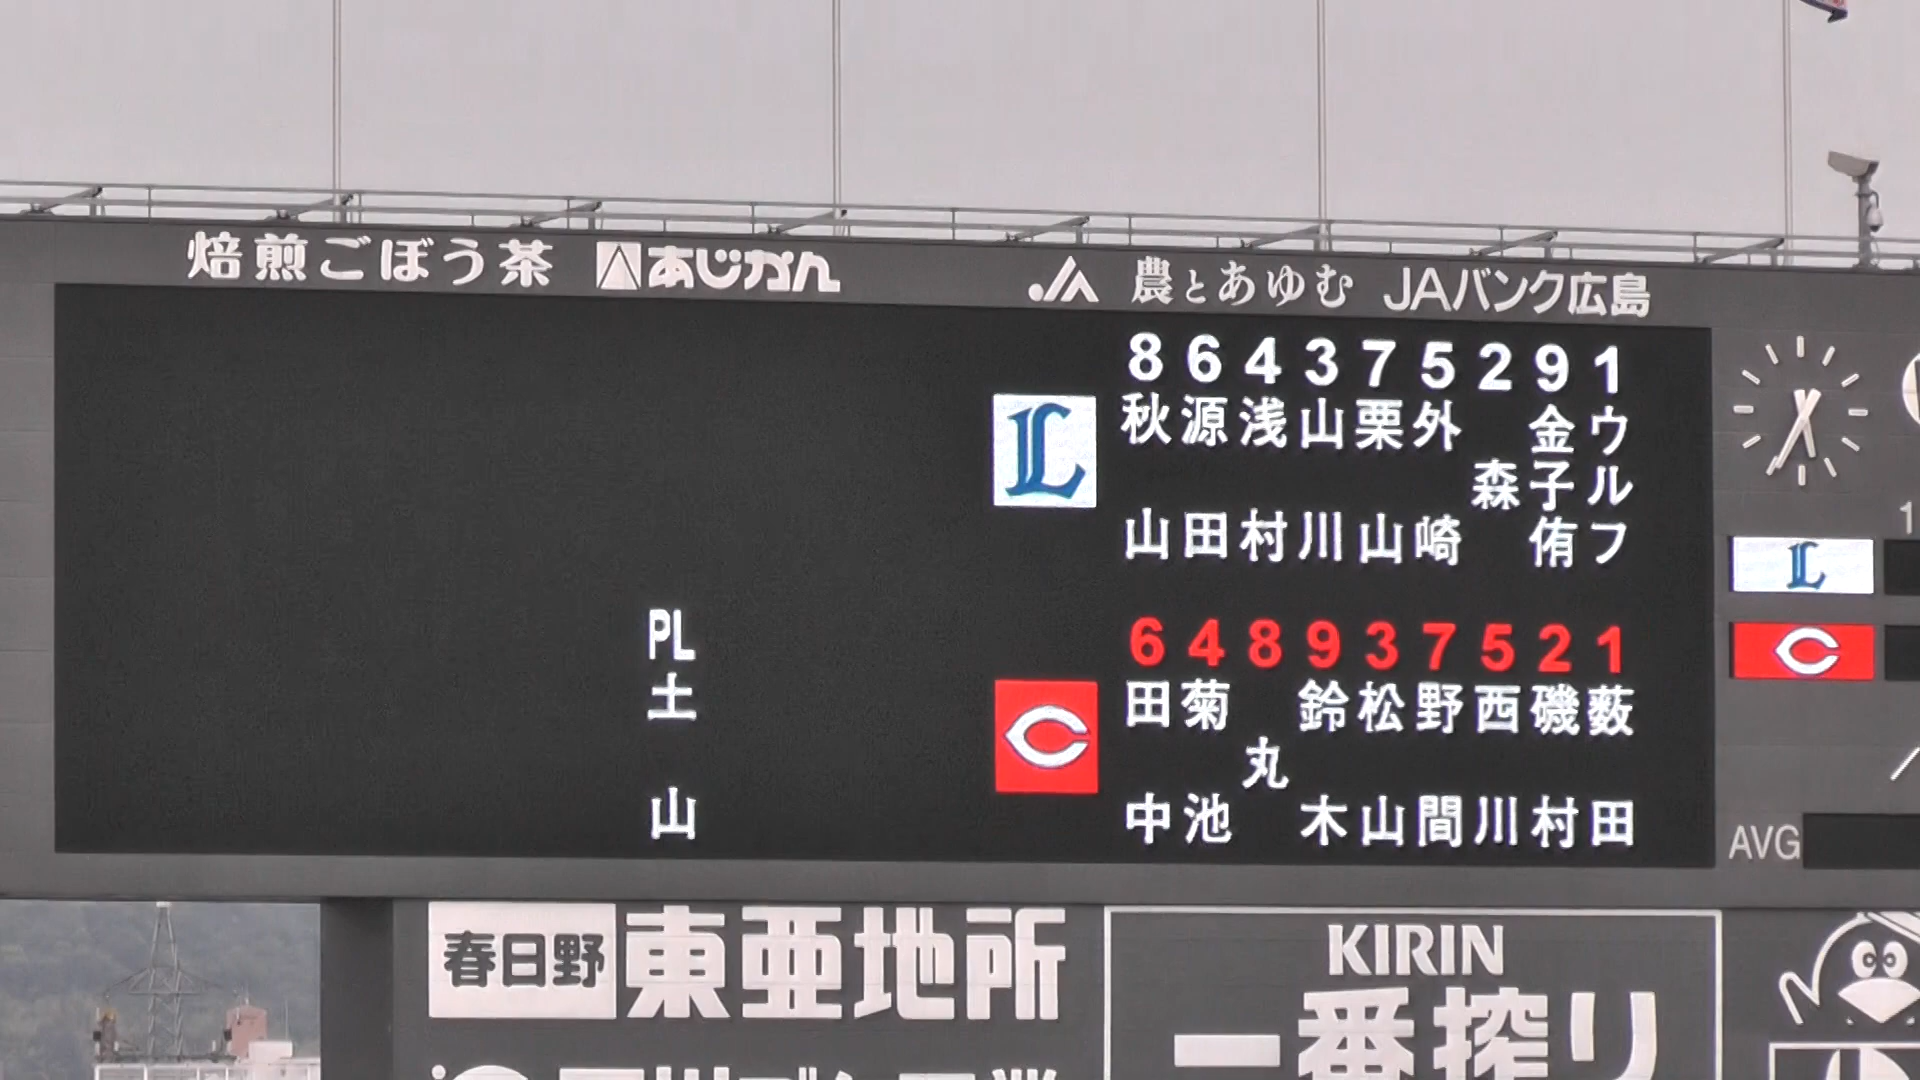 焙煎ごぼう茶 あじかん
JA 農とあゆむ JAバンク広島
8 6 4 3 7 5 2 9 1
秋山 源田 浅村 山川 栗山 外崎 森 金子侑 ウルフ
L
L
1
PL 土山
6 4 8 9 3 7 5 2 1
田中 菊池 丸 鈴木 松山 野間 西川 磯村 薮田
C
C
AVG
春日野 東亜地所
KIRIN
一番搾り